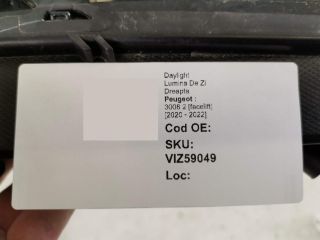 Daylight
Lumina De Zi
Dreapta
Peugeot :
3008 2 [facelift]
[2020 - 2022]
Cod OE:
SKU:
VIZ59049
Loc: